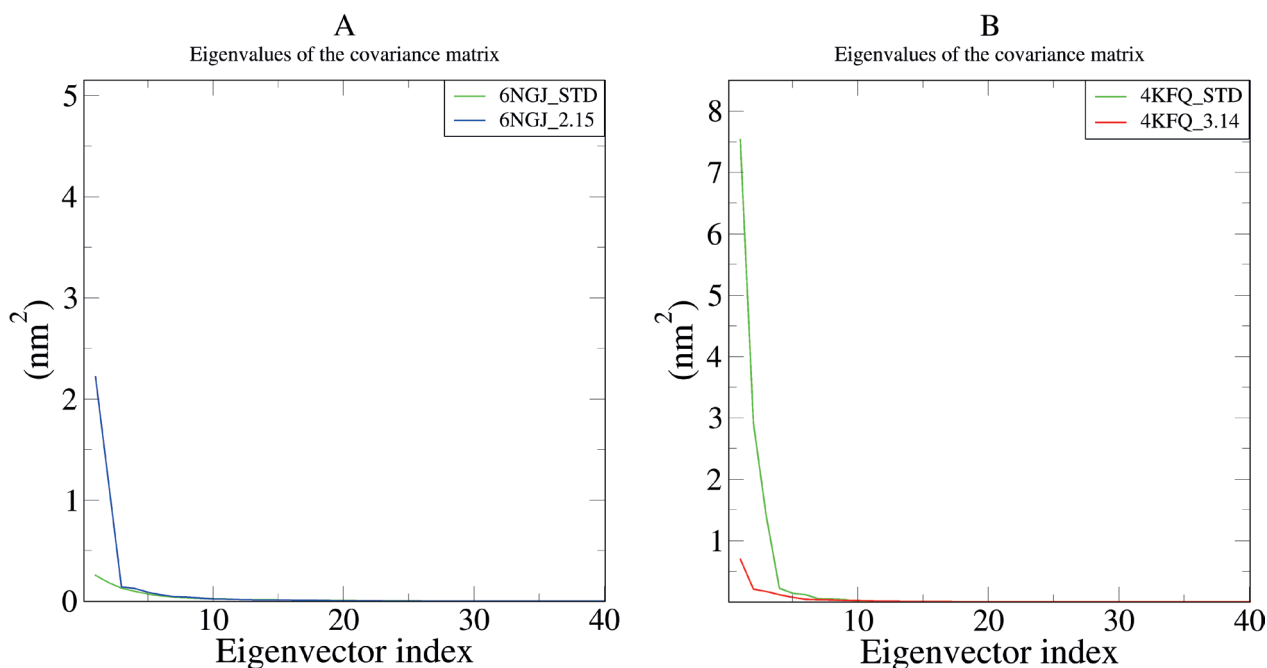 A
Eigenvalues of the covariance matrix
6NGJ_STD
6NGJ_2.15
5
4
3
2
1
0
(nm²)
10
20
30
40
Eigenvector index
B
Eigenvalues of the covariance matrix
4KFQ_STD
4KFQ_3.14
8
7
6
5
4
3
2
1
(nm²)
10
20
30
40
Eigenvector index